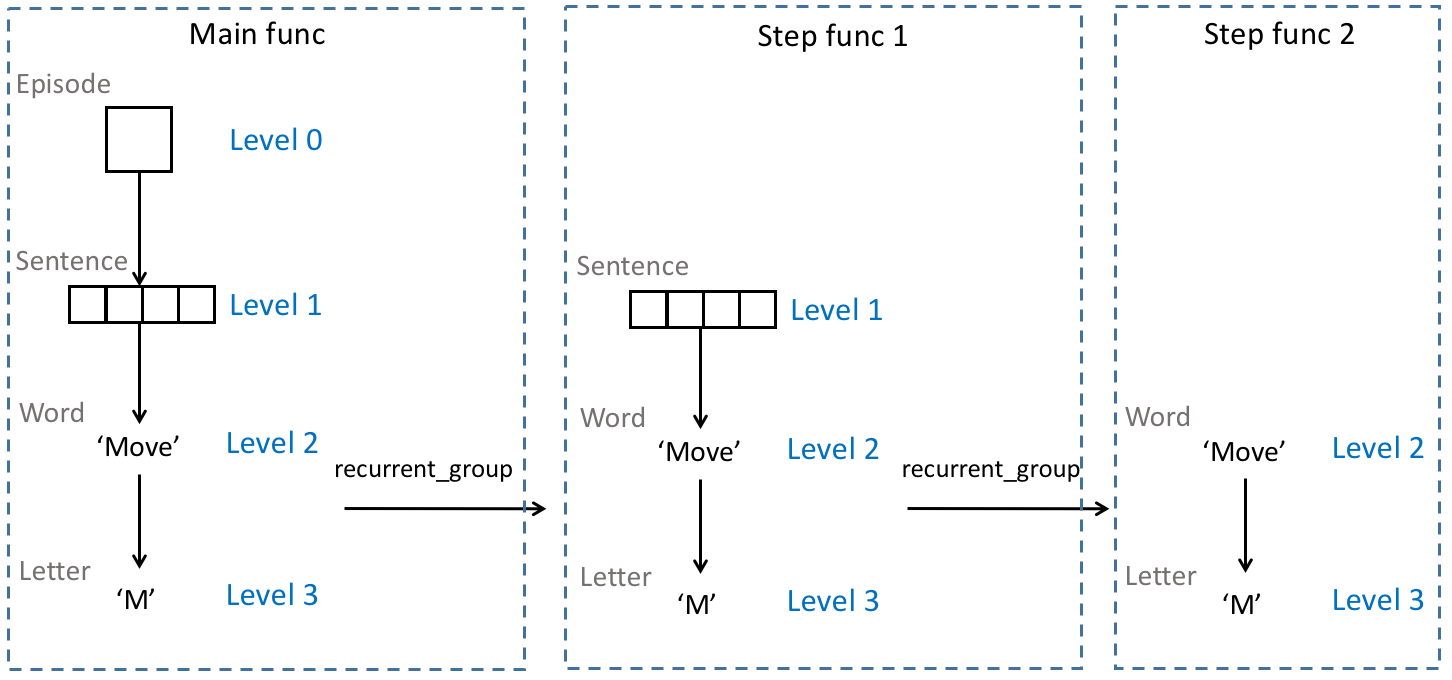 Main func
Episode
Level 0
Sentence
Level 1
Word
‘Move’
Level 2
recurrent_group
Letter
‘M’
Level 3
Step func 1
Sentence
Level 1
Word
‘Move’
Level 2
recurrent_group
Letter
‘M’
Level 3
Step func 2
Word
‘Move’
Level 2
Letter
‘M’
Level 3